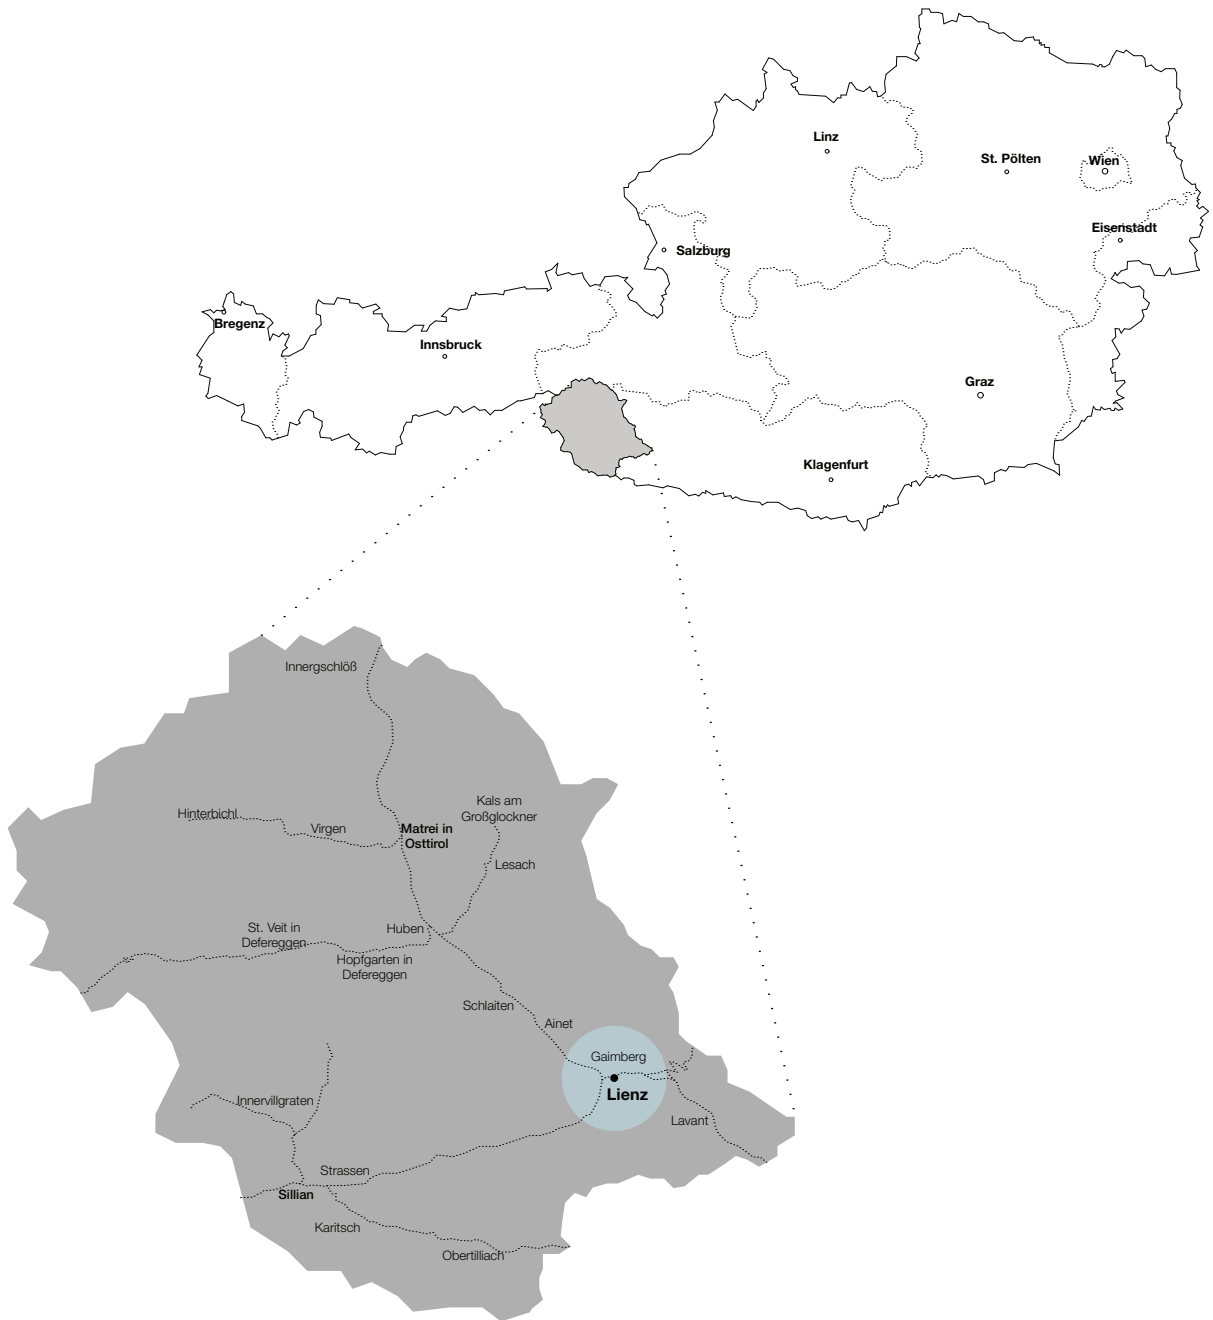 Linz
St. Pölten
Wien
Eisenstadt
Salzburg
Bregenz
Innsbruck
Graz
Klagenfurt
Innergschlöß
Kals am
Großglockner
Hinterbichl
Virgen
Matrei in
Osttirol
Lesach
St. Veit in
Defereggen
Huben
Hopfgarten in
Defereggen
Schlaiten
Ainet
Gaimberg
Lienz
Innervillgraten
Lavant
Strassen
Sillian
Karitsch
Obertilliach